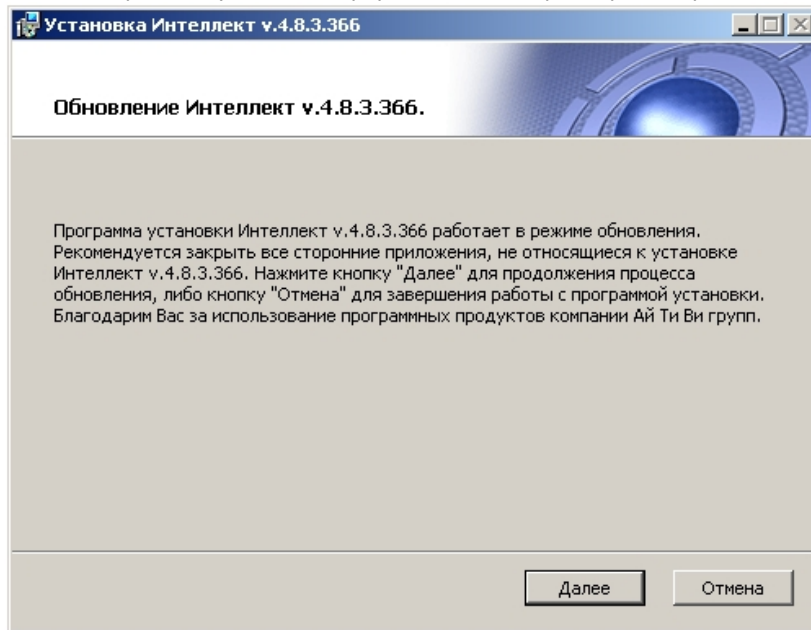 Установка Интеллект v.4.8.3.366
Обновление Интеллект v.4.8.3.366.
Программа установки Интеллект v.4.8.3.366 работает в режиме обновления.
Рекомендуется закрыть все сторонние приложения, не относящиеся к установке
Интеллект v.4.8.3.366. Нажмите кнопку "Далее" для продолжения процесса
обновления, либо кнопку "Отмена" для завершения работы с программой установки.
Благодарим Вас за использование программных продуктов компании Ай Ти Ви групп.
Далее
Отмена